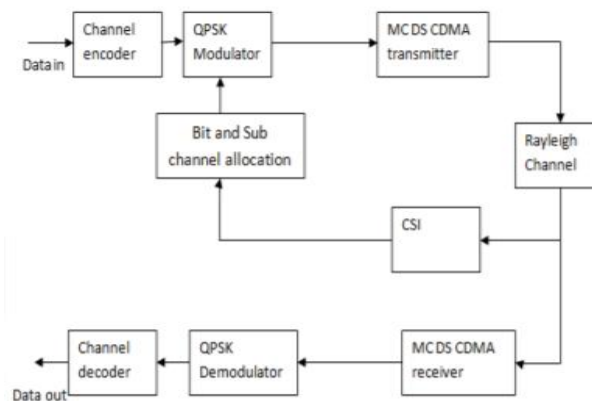 Channel
encoder
QPSK
Modulator
MC DS CDMA
transmitter
Data in
Bit and Sub
channel allocation
Rayleigh
Channel
CSI
Channel
decoder
QPSK
Demodulator
MC DS CDMA
receiver
Data out